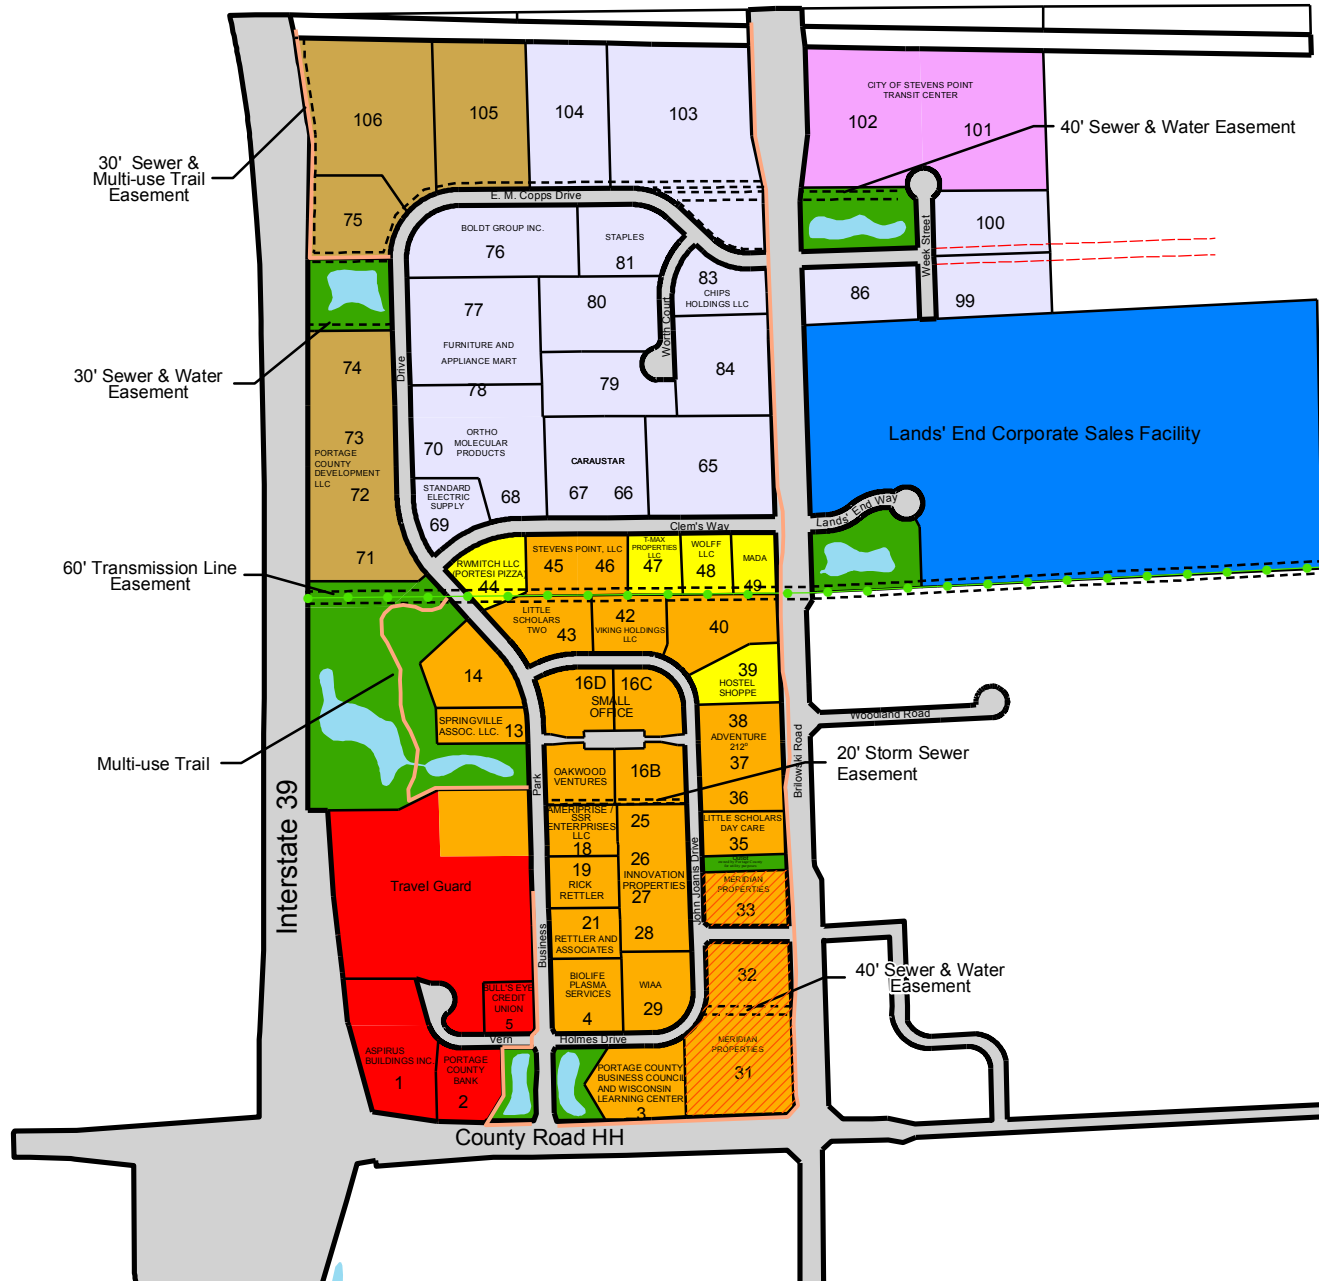 CITY OF STEVENS POINT
TRANSIT CENTER
106
105
104
103
102
101
40' Sewer & Water Easement
30' Sewer &
Multi-use Trail
Easement
75
E. M. Copps Drive
BOLDT GROUP INC.
76
STAPLES
81
Week Street
100
83
CHIPS
HOLDINGS LLC
86
99
77
80
Worth Court
FURNITURE AND
APPLIANCE MART
78
79
84
74
Drive
30' Sewer & Water
Easement
73
PORTAGE
COUNTY
DEVELOPMENT
LLC
72
71
70
ORTHO
MOLECULAR
PRODUCTS
68
STANDARD
ELECTRIC
SUPPLY
69
CARAUSTAR
67
66
65
Lands' End Corporate Sales Facility
Lands' End Way
Clem's Way
60' Transmission Line
Easement
RWMITCH LLC
(PORTESI PIZZA)
44
STEVENS POINT, LLC
45
46
T-MAX
PROPERTIES
LLC
47
WOLFF
LLC
48
MADA
49
LITTLE
SCHOLARS
TWO
43
42
VIKING HOLDINGS
LLC
40
39
HOSTEL
SHOPPE
14
SPRINGVILLE
ASSOC. LLC.
13
16D
16C
SMALL
OFFICE
38
ADVENTURE
212°
37
36
Woodland Road
Brilowski Road
Multi-use Trail
20' Storm Sewer
Easement
OAKWOOD
VENTURES
16B
Park
Interstate 39
AMERIPRISE /
SSR
ENTERPRISES
LLC
18
25
LITTLE SCHOLARS
DAY CARE
35
19
RICK
RETTLER
26
INNOVATION
PROPERTIES
27
28
John Joanis Drive
MERIDIAN
PROPERTIES
33
Travel Guard
21
RETTLER AND
ASSOCIATES
Business
BIOLIFE
PLASMA
SERVICES
4
WIAA
29
32
40' Sewer & Water
Easement
BULL'S EYE
CREDIT
UNION
5
Vern
Holmes Drive
ASPIRUS
BUILDINGS INC
1
PORTAGE
COUNTY
BANK
2
PORTAGE COUNTY
BUSINESS COUNCIL
AND WISCONSIN
LEARNING CENTER
3
MERIDIAN
PROPERTIES
31
County Road HH